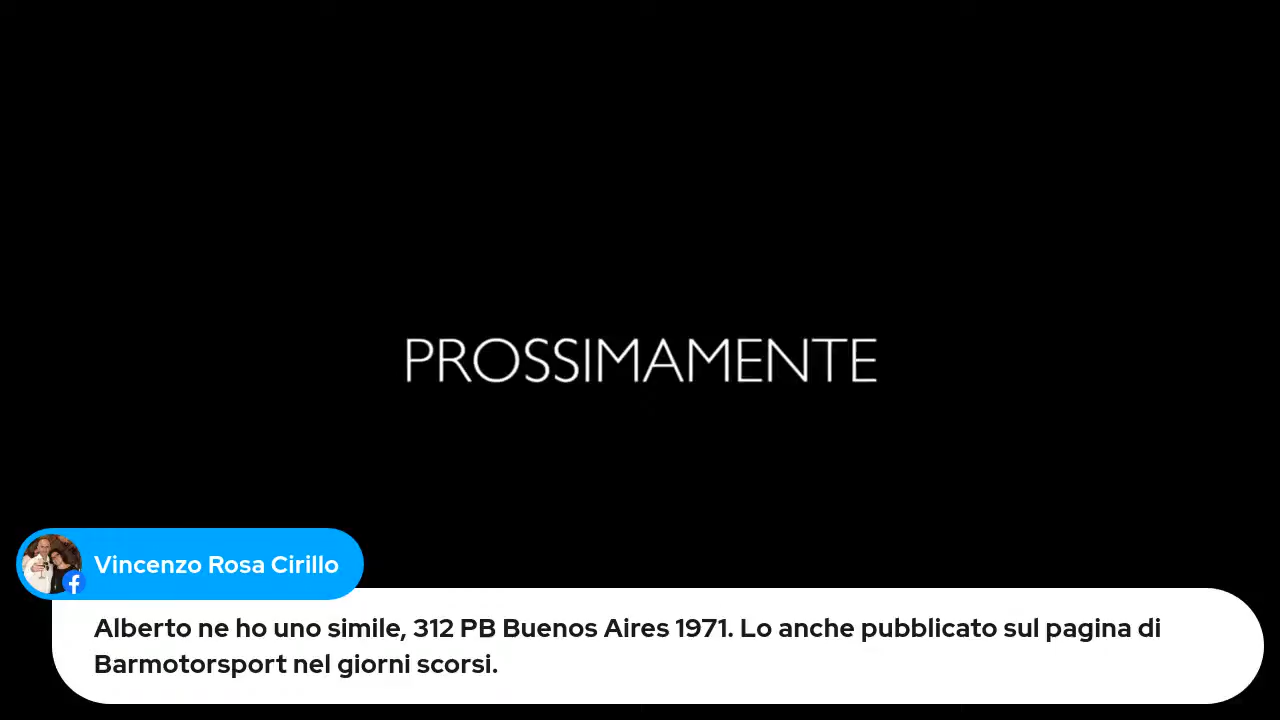 PROSSIMAMENTE
Vincenzo Rosa Cirillo
Alberto ne ho uno simile, 312 PB Buenos Aires 1971. Lo anche pubblicato sul pagina di
Barmotorsport nel giorni scorsi.